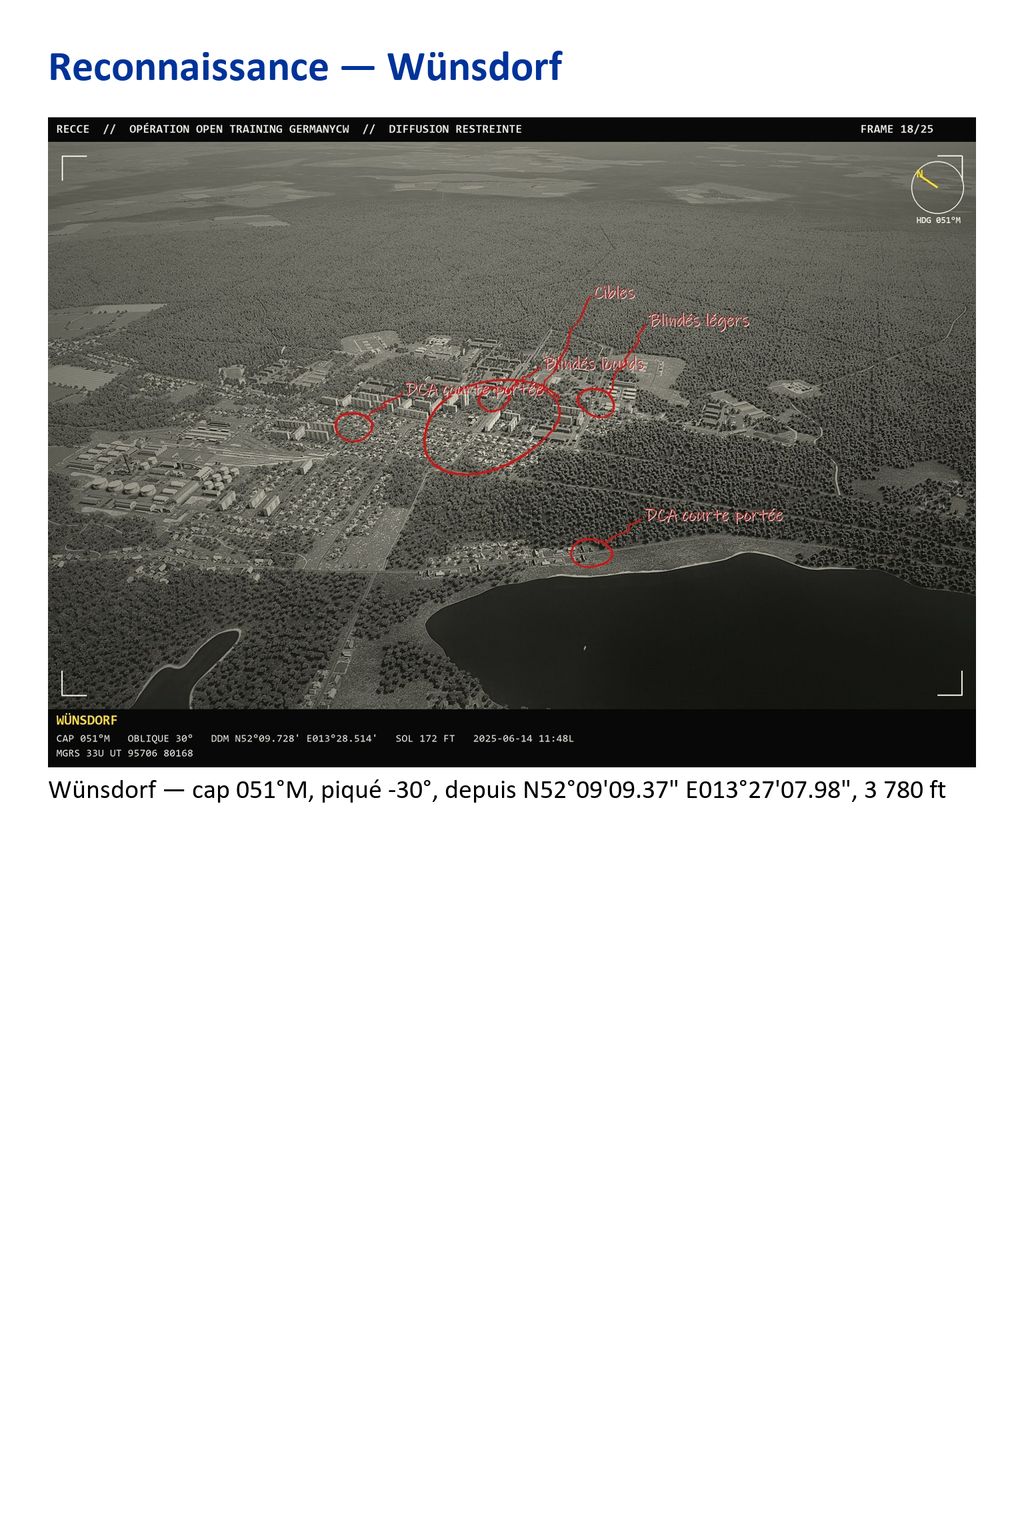 Reconnaissance — Wünsdorf
RECCE // OPÉRATION OPEN TRAINING GERMANYCW // DIFFUSION RESTREINTE FRAME 18/25
N
HDG 051°M
Cibles
Blindés légers
Blindés lourds
DCA courte portée
DCA courte portée
WÜNSDORF
CAP 051°M OBLIQUE 30° DDM N52°09.728' E013°28.514' SOL 172 FT 2025-06-14 11:48L
MGRS 33U UT 95706 80168
Wünsdorf — cap 051°M, piqué -30°, depuis N52°09'09.37" E013°27'07.98", 3 780 ft